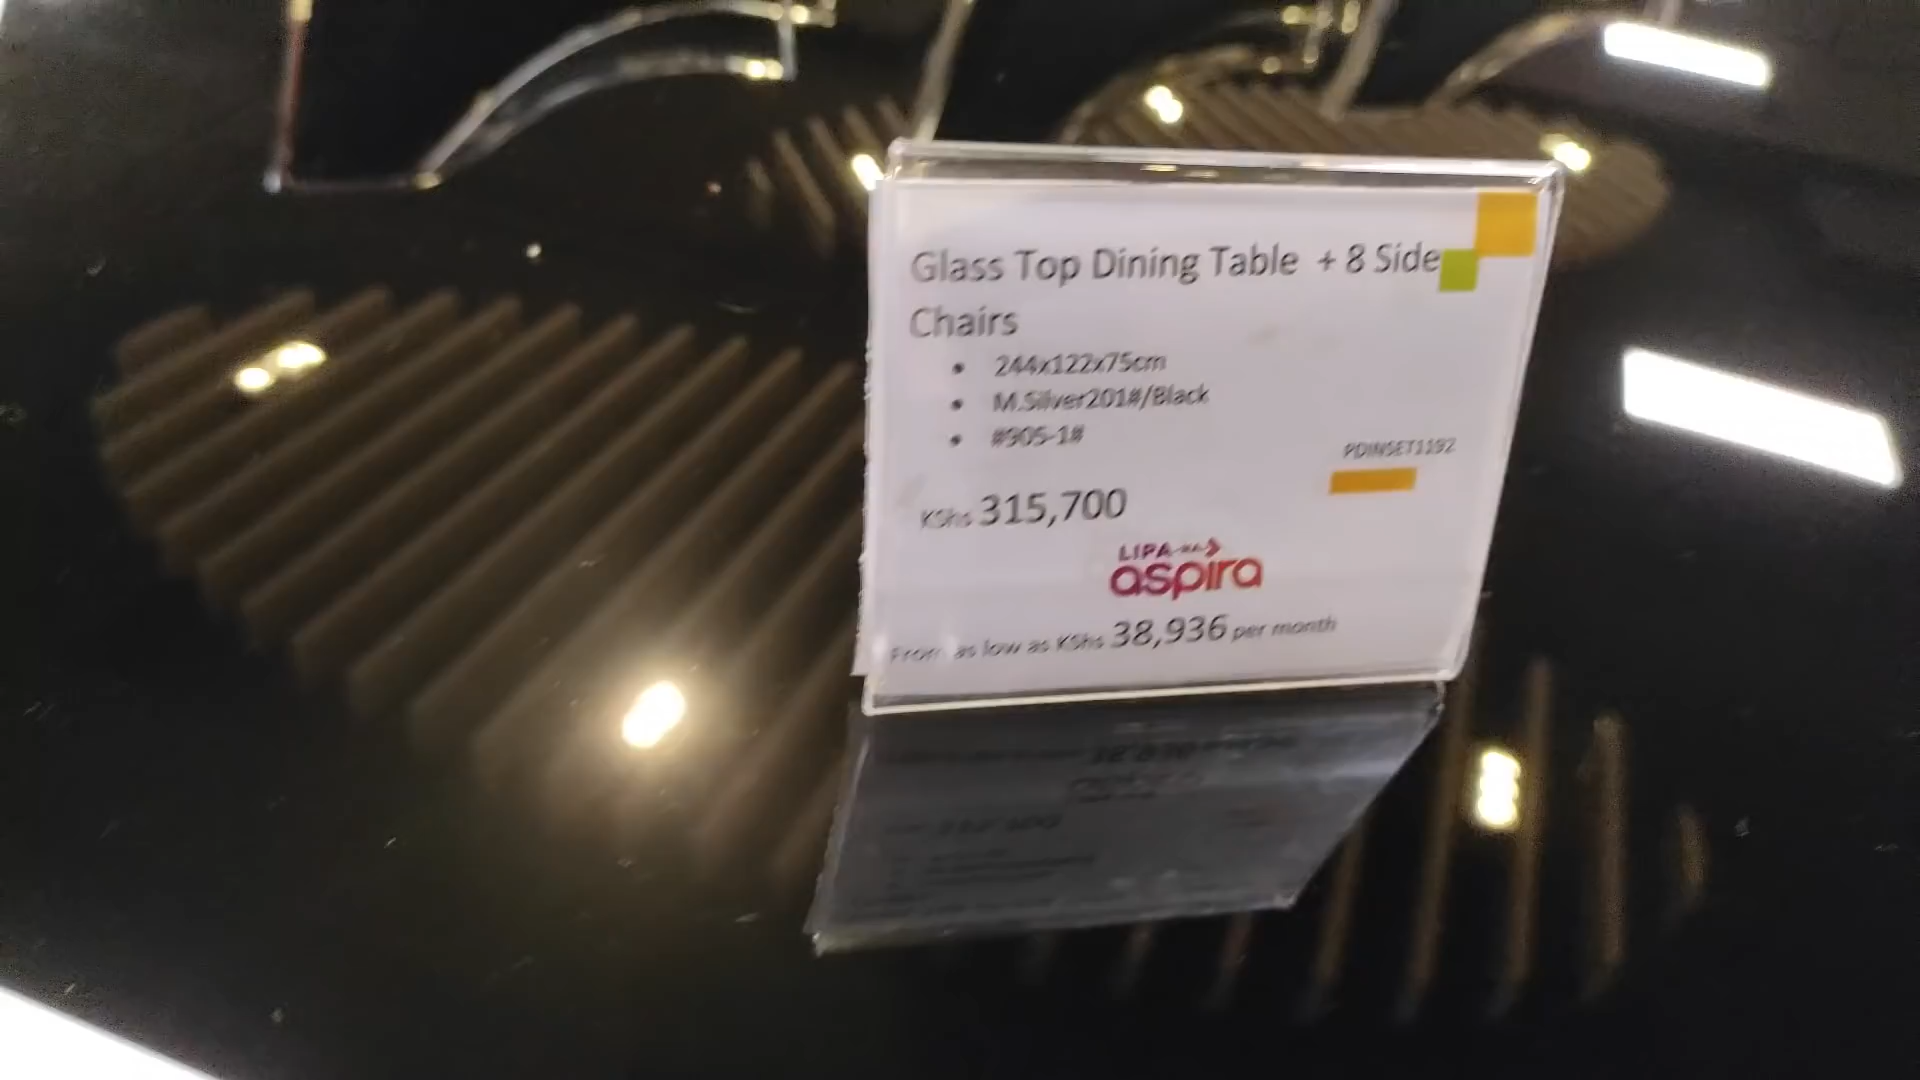 Glass Top Dining Table + 8 Side
Chairs
• 244x122x75cm
• M.Silver201#/Black
• #905-1#
PDINSET1192
KShs 315,700
LIPA NA
aspira
From as low as KShs 38,936 per month